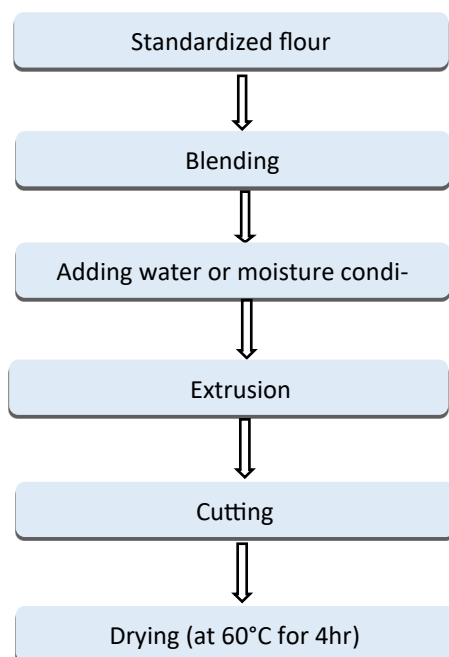 Standardized flour
Blending
Adding water or moisture condi-
Extrusion
Cutting
Drying (at 60°C for 4hr)